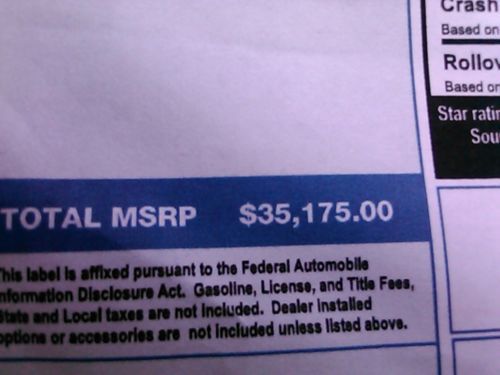 Crash
Based on
Rollov
Based on
Star ratin
Sou
TOTAL MSRP $35,175.00
This label is affixed pursuant to the Federal Automobile
Information Disclosure Act. Gasoline, License, and Title Fees,
State and Local taxes are not included. Dealer installed
options or accessories are not included unless listed above.